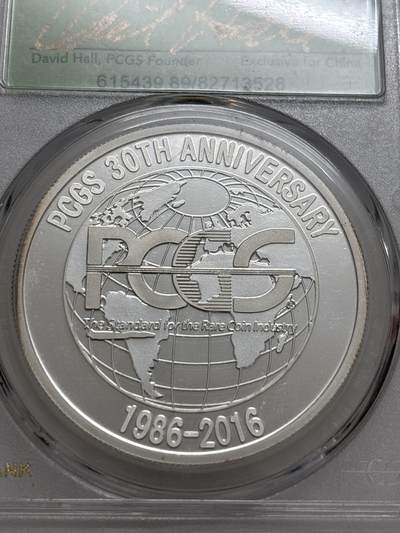 David Hall, PCGS Founder Exclusive for China
615439.89/82713528
PCGS 30TH ANNIVERSARY
PCGS
The Standard for the Rare Coin Industry
1986-2016